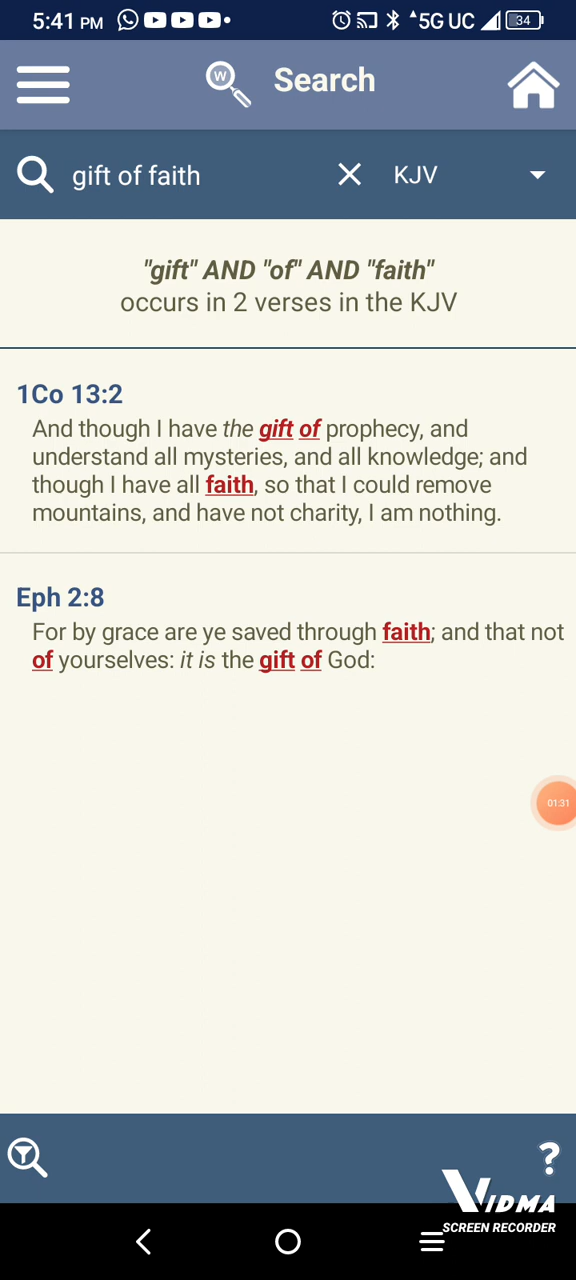 5:41 PM 5G UC 34
W Search
gift of faith KJV
"gift" AND "of" AND "faith"
occurs in 2 verses in the KJV
1Co 13:2
And though I have the gift of prophecy, and
understand all mysteries, and all knowledge; and
though I have all faith, so that I could remove
mountains, and have not charity, I am nothing.
Eph 2:8
For by grace are ye saved through faith; and that not
of yourselves: it is the gift of God:
01:31
?
VIDMA
SCREEN RECORDER